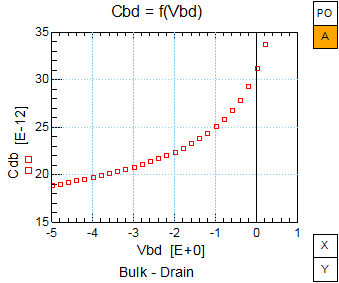 Cbd = f(Vbd)
PO
A
35
30
25
20
15
Cdb [E-12]
-5 -4 -3 -2 -1 0 1
Vbd [E+0]
Bulk - Drain
X
Y